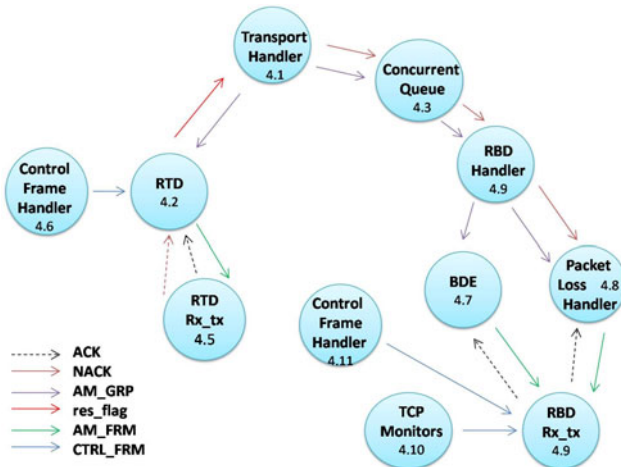 Transport
Handler
4.1
Concurrent
Queue
4.3
RBD
Handler
4.9
Control
Frame
Handler
4.6
RTD
4.2
RTD
Rx_tx
4.5
BDE
4.7
Packet
Loss 4.8
Handler
Control
Frame
Handler
4.11
TCP
Monitors
4.10
RBD
Rx_tx
4.9
ACK
NACK
AM_GRP
res_flag
AM_FRM
CTRL_FRM